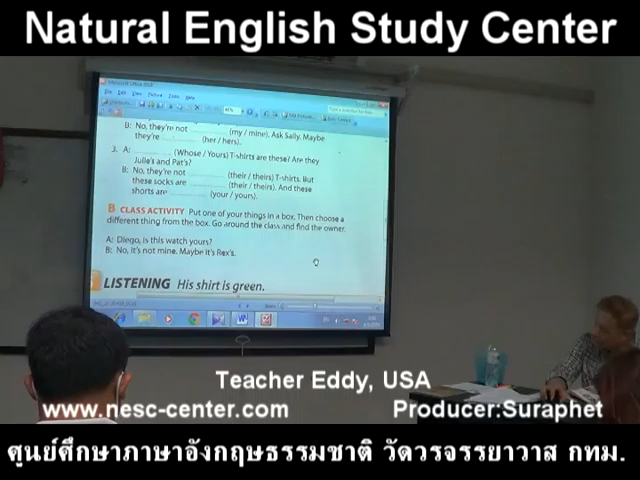 Natural English Study Center
B: No, they're not ______ (my / mine). Ask Sally. Maybe
they're ______ (her / hers).
3. A: ______ (Whose / Yours) T-shirts are these? Are they
Julie's and Pat's?
B: No, they're not ______ (their / theirs) T-shirts. But
these socks are ______ (their / theirs). And these
shorts are ______ (your / yours).
B CLASS ACTIVITY Put one of your things in a box. Then choose a
different thing from the box. Go around the class and find the owner.
A: Diego, is this watch yours?
B: No, it's not mine. Maybe it's Rex's.
LISTENING His shirt is green.
Teacher Eddy, USA
www.nesc-center.com Producer:Suraphet
ศูนย์ศึกษาภาษาอังกฤษธรรมชาติ วัดวรจรรยาวาส กทม.